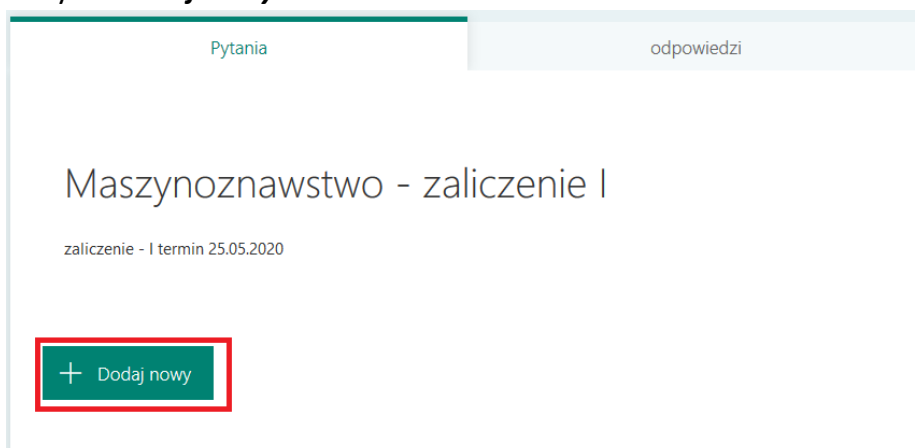 Pytania odpowiedzi
Maszynoznawstwo - zaliczenie I
zaliczenie - I termin 25.05.2020
+ Dodaj nowy